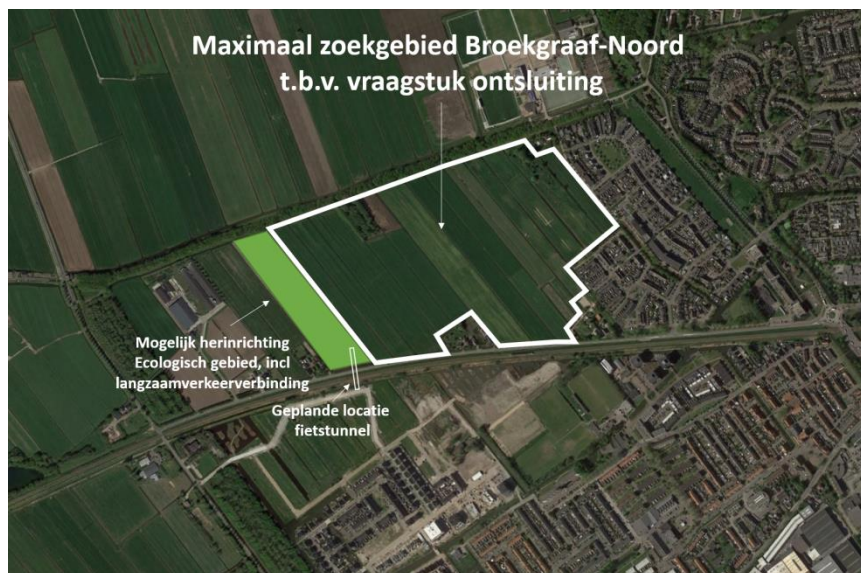 Maximaal zoekgebied Broekgraaf-Noord
t.b.v. vraagstuk ontsluiting
Mogelijk herinrichting
Ecologisch gebied, incl
langzaamverkeerverbinding
Geplande locatie
fietstunnel